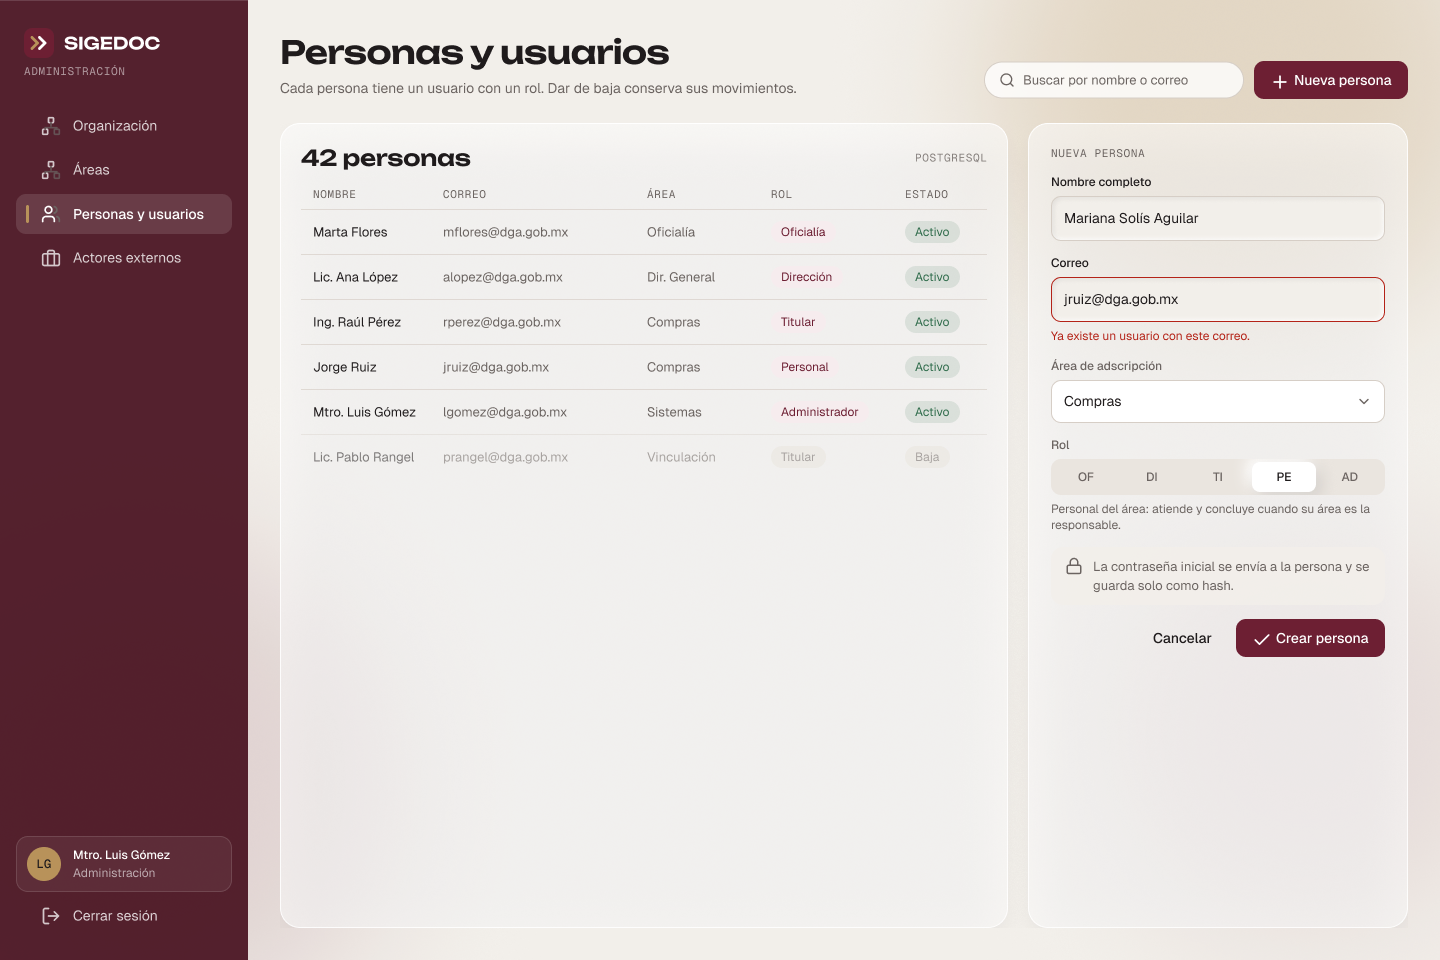 SIGEDOC
ADMINISTRACIÓN
Organización
Áreas
Personas y usuarios
Actores externos
LG
Mtro. Luis Gómez
Administración
Cerrar sesión
Personas y usuarios
Cada persona tiene un usuario con un rol. Dar de baja conserva sus movimientos.
Buscar por nombre o correo
Nueva persona
42 personas
POSTGRESQL
NOMBRE CORREO ÁREA ROL ESTADO
Marta Flores mflores@dga.gob.mx Oficialía Oficialía Activo
Lic. Ana López alopez@dga.gob.mx Dir. General Dirección Activo
Ing. Raúl Pérez rperez@dga.gob.mx Compras Titular Activo
Jorge Ruiz jruiz@dga.gob.mx Compras Personal Activo
Mtro. Luis Gómez lgomez@dga.gob.mx Sistemas Administrador Activo
Lic. Pablo Rangel prangel@dga.gob.mx Vinculación Titular Baja
NUEVA PERSONA
Nombre completo
Mariana Solís Aguilar
Correo
jruiz@dga.gob.mx
Ya existe un usuario con este correo.
Área de adscripción
Compras
Rol
OF DI TI PE AD
Personal del área: atiende y concluye cuando su área es la
responsable.
La contraseña inicial se envía a la persona y se
guarda solo como hash.
Cancelar
Crear persona